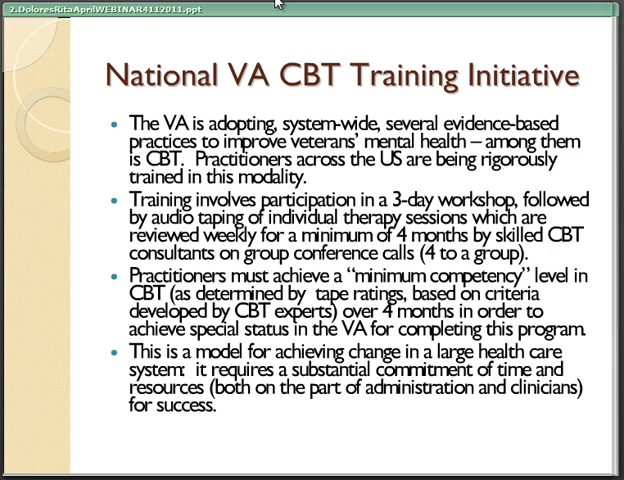 2.DoloresRitaAprilWEBINAR4112011.ppt
National VA CBT Training Initiative
• The VA is adopting, system-wide, several evidence-based
practices to improve veterans’ mental health – among them
is CBT.  Practitioners across the US are being rigorously
trained in this modality.
• Training involves participation in a 3-day workshop, followed
by audio taping of individual therapy sessions which are
reviewed weekly for a minimum of 4 months by skilled CBT
consultants on group conference calls (4 to a group).
• Practitioners must achieve a “minimum competency” level in
CBT (as determined by  tape ratings, based on criteria
developed by CBT experts) over 4 months in order to
achieve special status in the VA for completing this program.
• This is a model for achieving change in a large health care
system:  it requires a substantial commitment of time and
resources (both on the part of administration and clinicians)
for success.